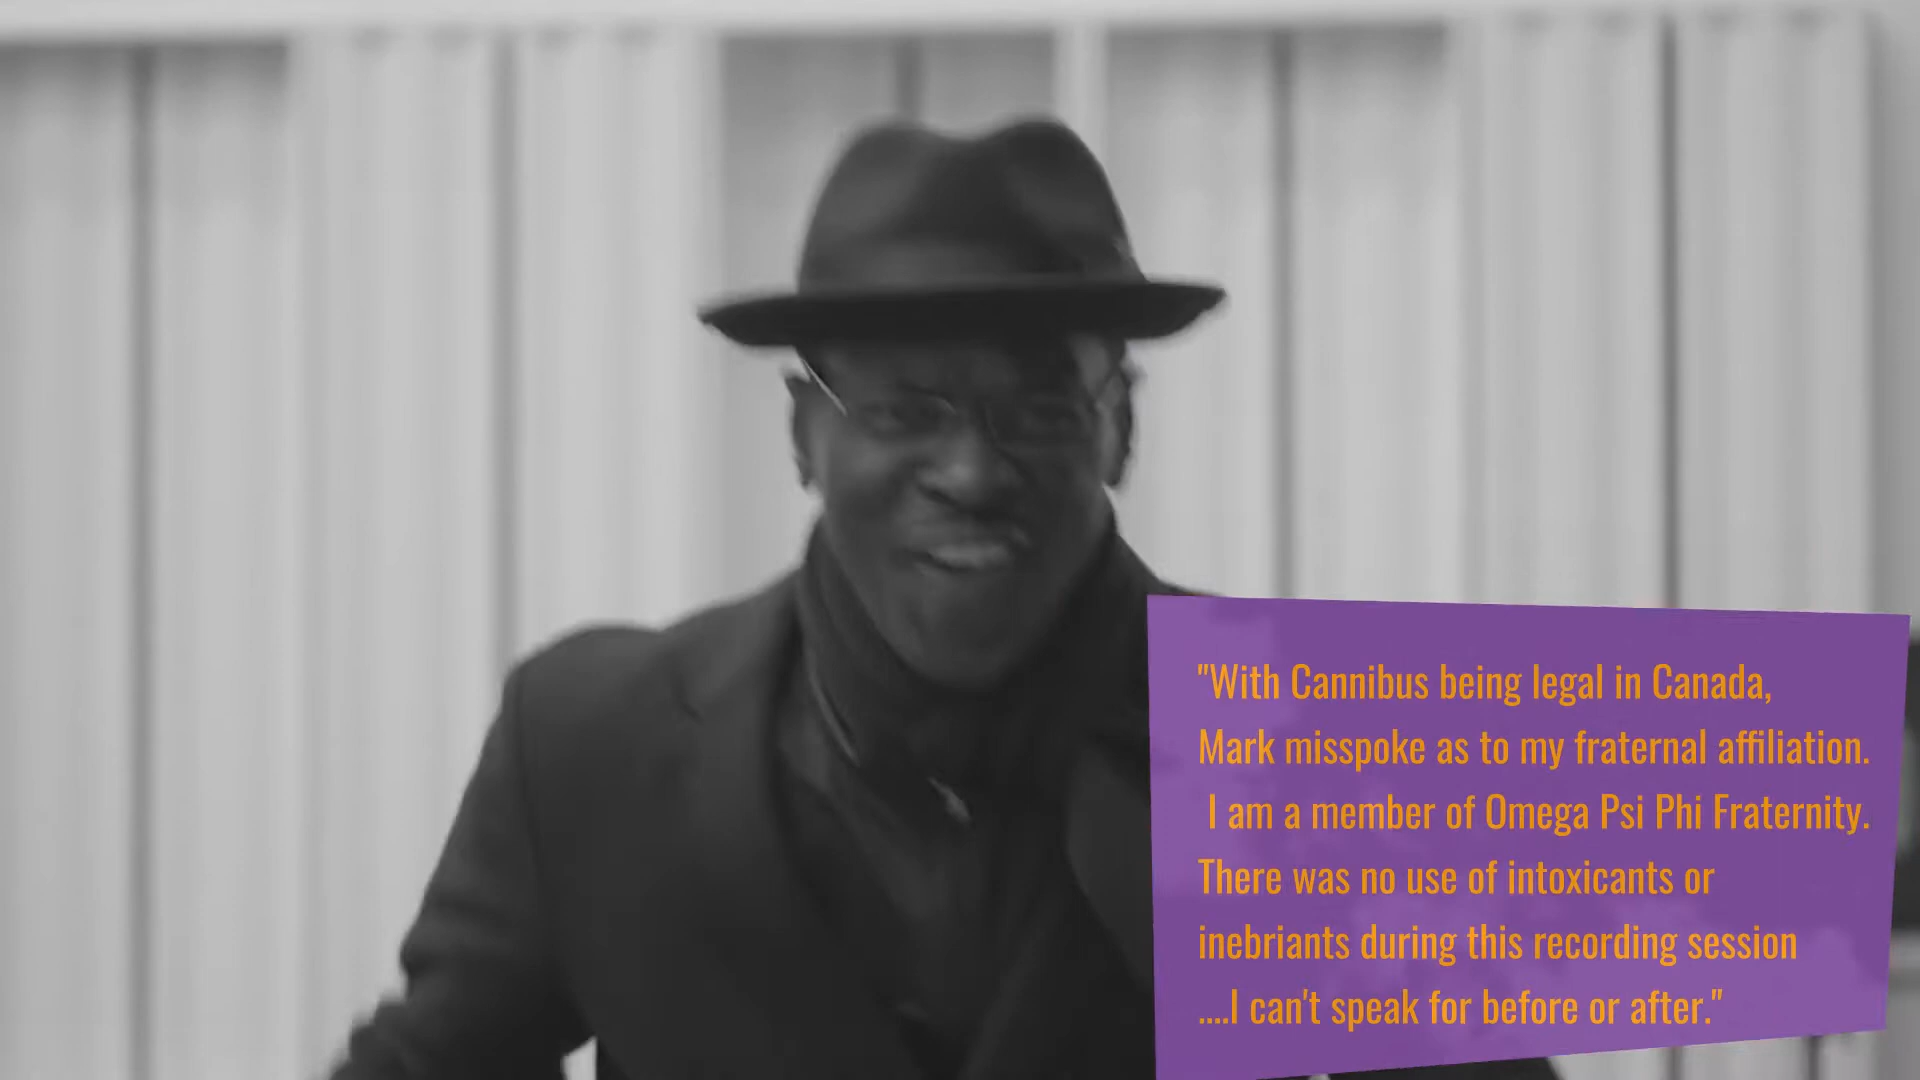 "With Cannibus being legal in Canada,
Mark misspoke as to my fraternal affiliation.
I am a member of Omega Psi Phi Fraternity.
There was no use of intoxicants or
inebriants during this recording session
....I can't speak for before or after."